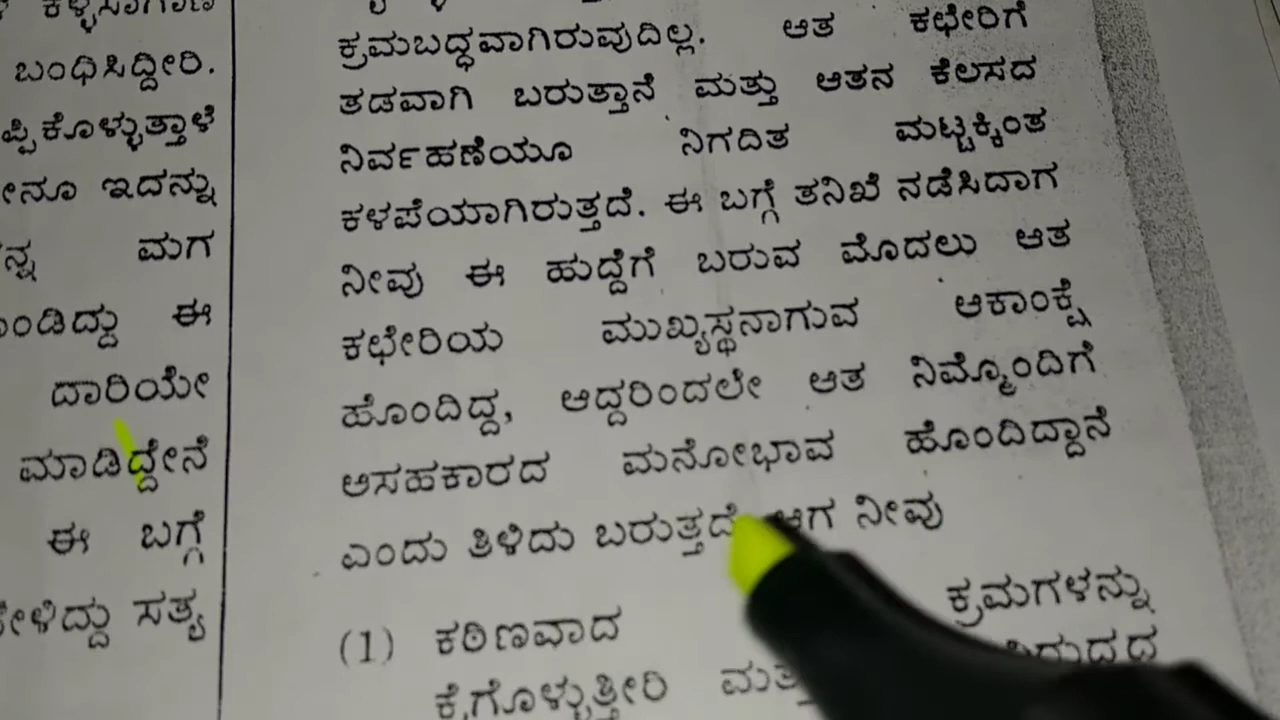 ಬಂಧಿಸಿದ್ದೀರಿ.
ಇದನ್ನು
ಮಗ
ಈ
ದಾರಿಯೇ
ಮಾಡಿದ್ದೇನೆ
ಈ ಬಗ್ಗೆ
ಸತ್ಯ
ಕ್ರಮಬದ್ಧವಾಗಿರುವುದಿಲ್ಲ. ಆತ ಕಛೇರಿಗೆ
ತಡವಾಗಿ ಬರುತ್ತಾನೆ ಮತ್ತು ಆತನ ಕೆಲಸದ
ನಿರ್ವಹಣೆಯೂ ನಿಗದಿತ ಮಟ್ಟಕ್ಕಿಂತ
ಕಳಪೆಯಾಗಿರುತ್ತದೆ. ಈ ಬಗ್ಗೆ ತನಿಖೆ ನಡೆಸಿದಾಗ
ನೀವು ಈ ಹುದ್ದೆಗೆ ಬರುವ ಮೊದಲು ಆತ
ಕಛೇರಿಯ ಮುಖ್ಯಸ್ಥನಾಗುವ ಆಕಾಂಕ್ಷೆ
ಹೊಂದಿದ್ದ, ಆದ್ದರಿಂದಲೇ ಆತ ನಿಮ್ಮೊಂದಿಗೆ
ಅಸಹಕಾರದ ಮನೋಭಾವ ಹೊಂದಿದ್ದಾನೆ
ಎಂದು ತಿಳಿದು ಬರುತ್ತದೆ ಆಗ ನೀವು
(1) ಕಠಿಣವಾದ ಕ್ರಮಗಳನ್ನು
ಕೈಗೊಳ್ಳುತ್ತೀರಿ